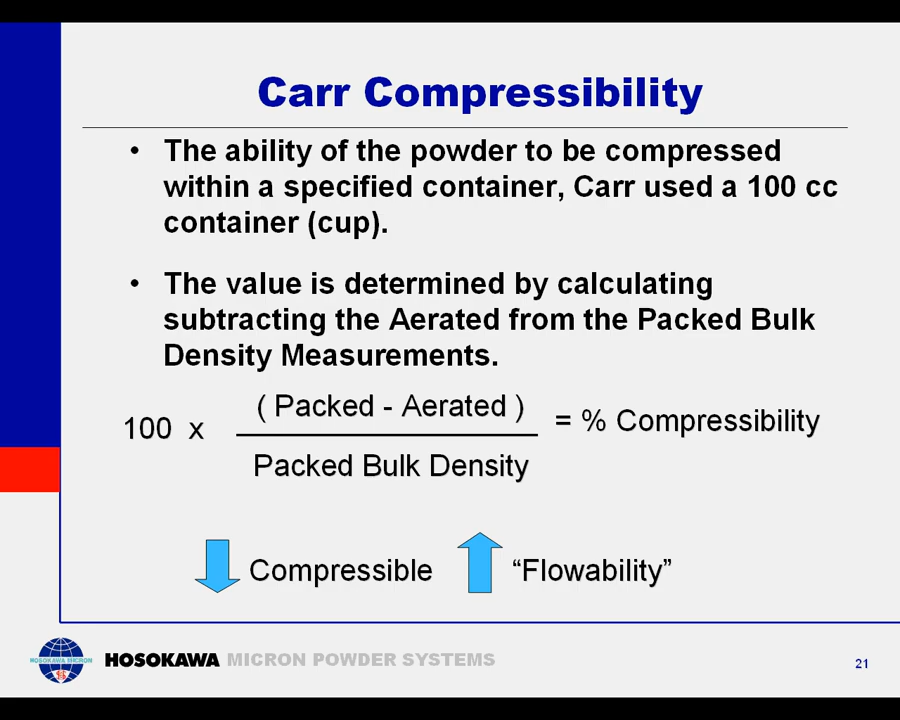 Carr Compressibility
• The ability of the powder to be compressed
within a specified container, Carr used a 100 cc
container (cup).
• The value is determined by calculating
subtracting the Aerated from the Packed Bulk
Density Measurements.
100 x
( Packed - Aerated )
Packed Bulk Density
= % Compressibility
Compressible
“Flowability”
HOSOKAWA MICRON
HOSOKAWA MICRON POWDER SYSTEMS
21